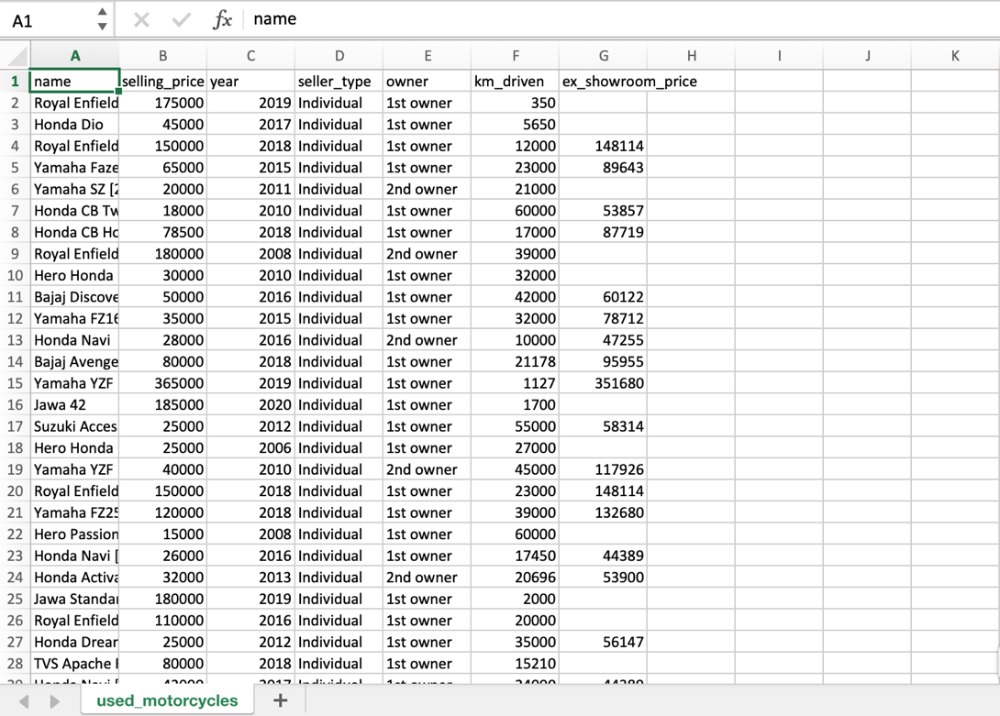 A1 fx name
A B C D E F G H I J K
1 name selling_price year seller_type owner km_driven ex_showroom_price
2 Royal Enfield 175000 2019 Individual 1st owner 350
3 Honda Dio 45000 2017 Individual 1st owner 5650
4 Royal Enfield 150000 2018 Individual 1st owner 12000 148114
5 Yamaha Faze 65000 2015 Individual 1st owner 23000 89643
6 Yamaha SZ [2 20000 2011 Individual 2nd owner 21000
7 Honda CB Tw 18000 2010 Individual 1st owner 60000 53857
8 Honda CB Ho 78500 2018 Individual 1st owner 17000 87719
9 Royal Enfield 180000 2008 Individual 2nd owner 39000
10 Hero Honda 30000 2010 Individual 1st owner 32000
11 Bajaj Discove 50000 2016 Individual 1st owner 42000 60122
12 Yamaha FZ16 35000 2015 Individual 1st owner 32000 78712
13 Honda Navi 28000 2016 Individual 2nd owner 10000 47255
14 Bajaj Avenge 80000 2018 Individual 1st owner 21178 95955
15 Yamaha YZF 365000 2019 Individual 1st owner 1127 351680
16 Jawa 42 185000 2020 Individual 1st owner 1700
17 Suzuki Acces 25000 2012 Individual 1st owner 55000 58314
18 Hero Honda 25000 2006 Individual 1st owner 27000
19 Yamaha YZF 40000 2010 Individual 2nd owner 45000 117926
20 Royal Enfield 150000 2018 Individual 1st owner 23000 148114
21 Yamaha FZ25 120000 2018 Individual 1st owner 39000 132680
22 Hero Passion 15000 2008 Individual 1st owner 60000
23 Honda Navi [ 26000 2016 Individual 1st owner 17450 44389
24 Honda Activa 32000 2013 Individual 2nd owner 20696 53900
25 Jawa Standar 180000 2019 Individual 1st owner 2000
26 Royal Enfield 110000 2016 Individual 1st owner 20000
27 Honda Drear 25000 2012 Individual 1st owner 35000 56147
28 TVS Apache 80000 2018 Individual 1st owner 15210
used_motorcycles +